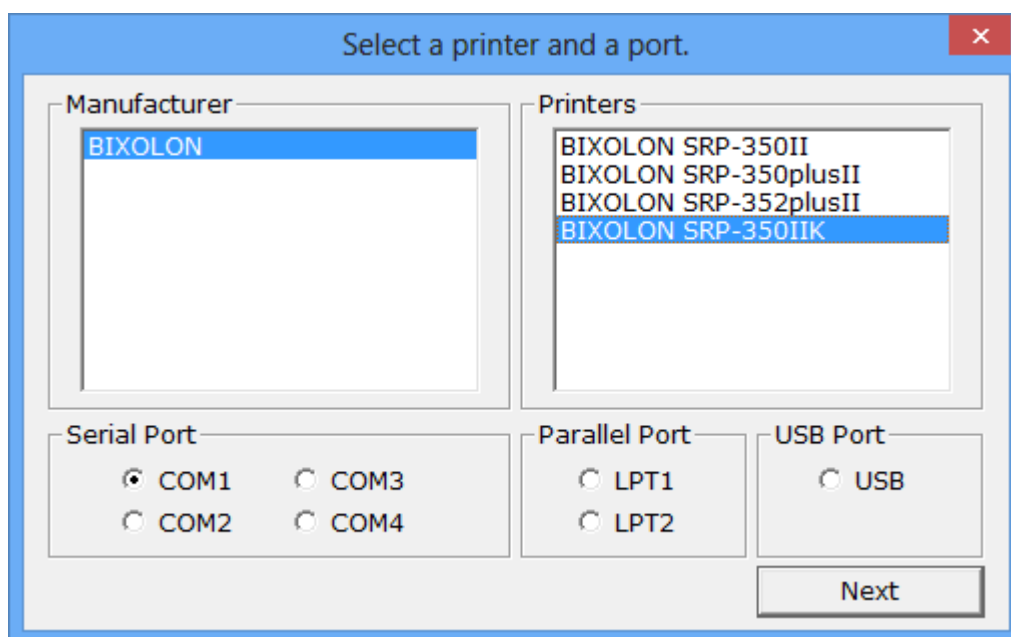 Select a printer and a port.
Manufacturer
BIXOLON
Printers
BIXOLON SRP-350II
BIXOLON SRP-350plusII
BIXOLON SRP-352plusII
BIXOLON SRP-350IIK
Serial Port
COM1 COM3
COM2 COM4
Parallel Port
LPT1
LPT2
USB Port
USB
Next